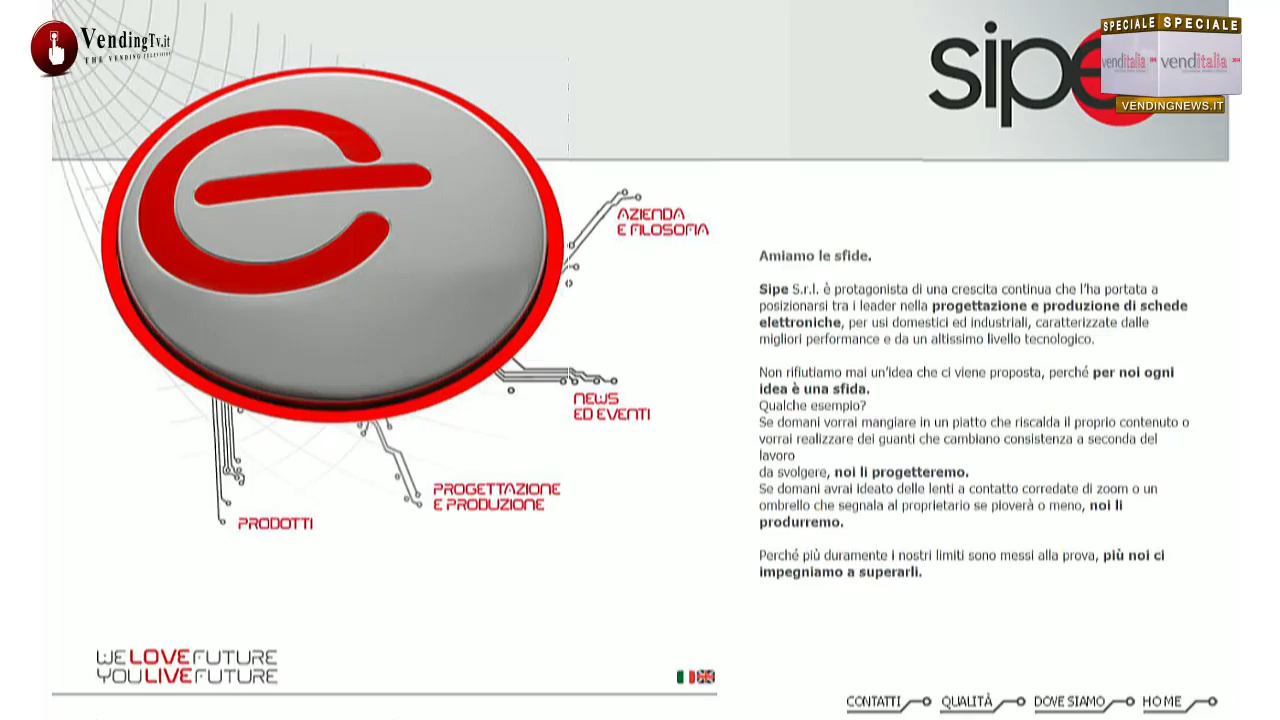 VendingTv.it
THE VENDING TELEVISION
SPECIALE SPECIALE
venditalia venditalia
VENDINGNEWS.IT
sipe
AZIENDA
E FILOSOFIA
NEWS
ED EVENTI
PROGETTAZIONE
E PRODUZIONE
PRODOTTI
Amiamo le sfide.
Sipe S.r.l. è protagonista di una crescita continua che l'ha portata a
posizionarsi tra i leader nella progettazione e produzione di schede
elettroniche, per usi domestici ed industriali, caratterizzate dalle
migliori performance e da un altissimo livello tecnologico.
Non rifiutiamo mai un'idea che ci viene proposta, perché per noi ogni
idea è una sfida.
Qualche esempio?
Se domani vorrai mangiare in un piatto che riscalda il proprio contenuto o
vorrai realizzare dei guanti che cambiano consistenza a seconda del
lavoro
da svolgere, noi li progetteremo.
Se domani avrai ideato delle lenti a contatto corredate di zoom o un
ombrello che segnala al proprietario se pioverà o meno, noi li
produrremo.
Perché più duramente i nostri limiti sono messi alla prova, più noi ci
impegniamo a superarli.
WE LOVE FUTURE
YOU LIVE FUTURE
CONTATTI QUALITÀ DOVE SIAMO HOME